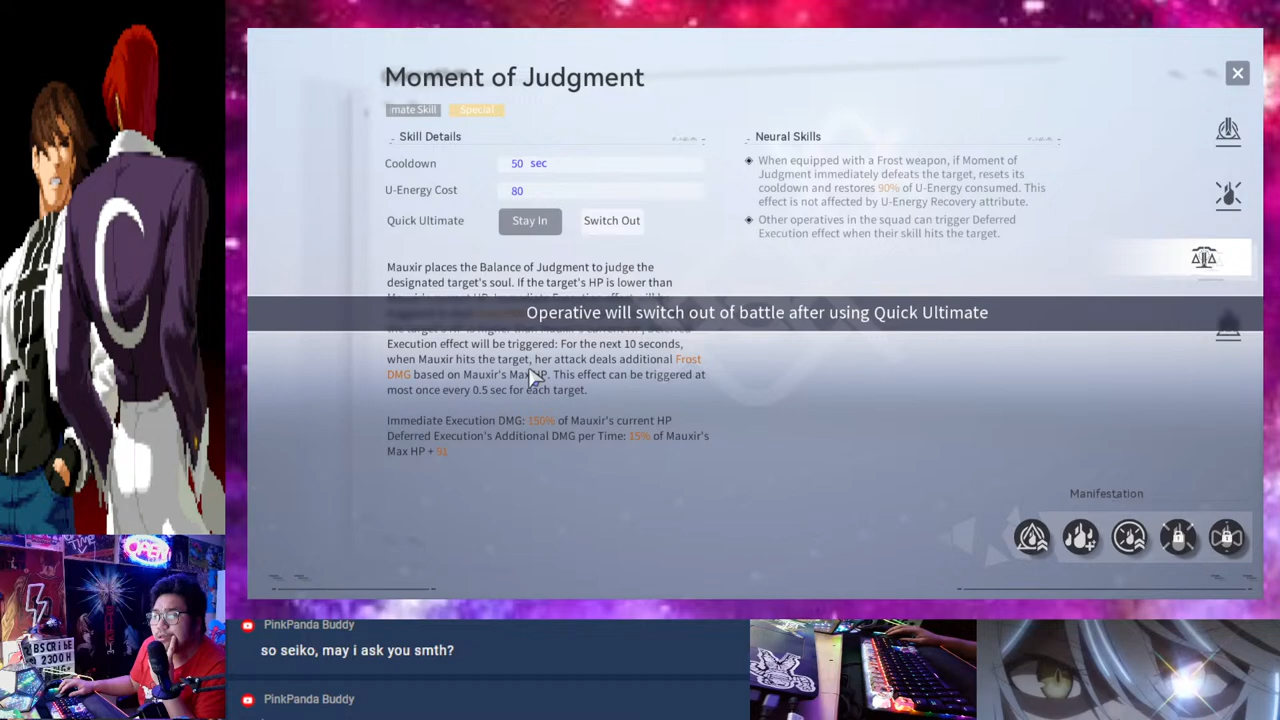 Moment of Judgment
mate Skill Special
Skill Details
Cooldown 50 sec
U-Energy Cost 80
Quick Ultimate Stay In Switch Out
Mauxir places the Balance of Judgment to judge the
designated target's soul. If the target's HP is lower than
Operative will switch out of battle after using Quick Ultimate
Execution effect will be triggered: For the next 10 seconds,
when Mauxir hits the target, her attack deals additional Frost
DMG based on Mauxir's Max HP. This effect can be triggered at
most once every 0.5 sec for each target.
Immediate Execution DMG: 150% of Mauxir's current HP
Deferred Execution's Additional DMG per Time: 15% of Mauxir's
Max HP + 91
Neural Skills
When equipped with a Frost weapon, if Moment of
Judgment immediately defeats the target, resets its
cooldown and restores 90% of U-Energy consumed. This
effect is not affected by U-Energy Recovery attribute.
Other operatives in the squad can trigger Deferred
Execution effect when their skill hits the target.
Manifestation
OPEN
PinkPanda Buddy
so seiko, may i ask you smth?
PinkPanda Buddy